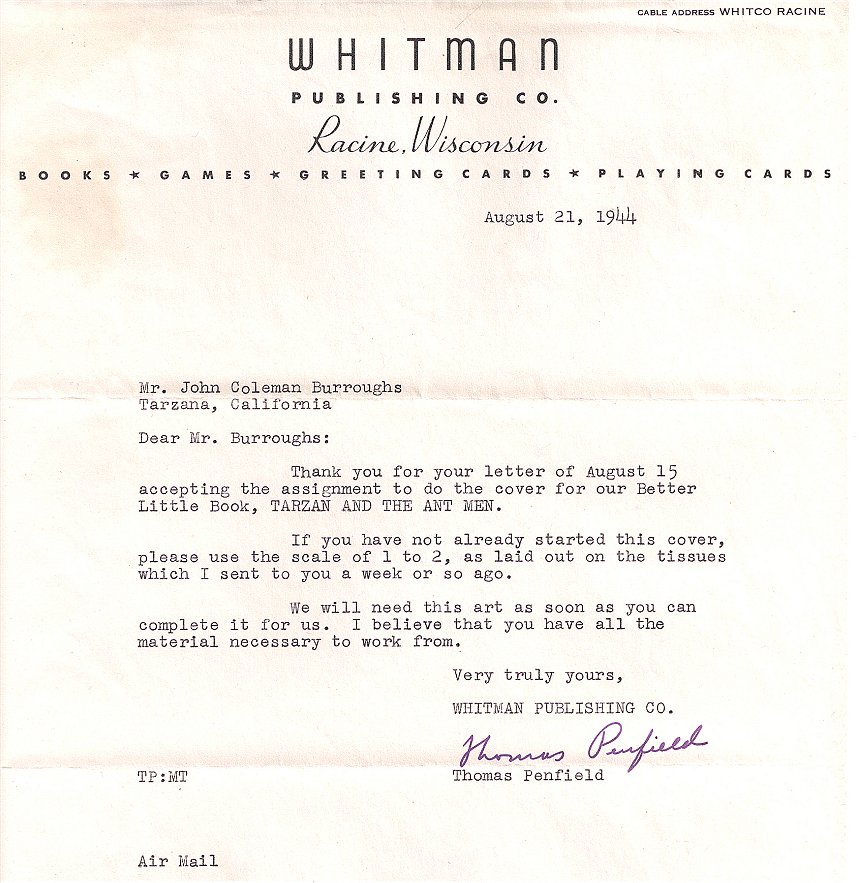 CABLE ADDRESS WHITCO RACINE
WHITMAN
PUBLISHING CO.
Racine, Wisconsin
BOOKS ★ GAMES ★ GREETING CARDS ★ PLAYING CARDS
August 21, 1944
Mr. John Coleman Burroughs
Tarzana, California
Dear Mr. Burroughs:
Thank you for your letter of August 15
accepting the assignment to do the cover for our Better
Little Book, TARZAN AND THE ANT MEN.
If you have not already started this cover,
please use the scale of 1 to 2, as laid out on the tissues
which I sent to you a week or so ago.
We will need this art as soon as you can
complete it for us. I believe that you have all the
material necessary to work from.
Very truly yours,
WHITMAN PUBLISHING CO.
Thomas Penfield
Thomas Penfield
TP:MT
Air Mail